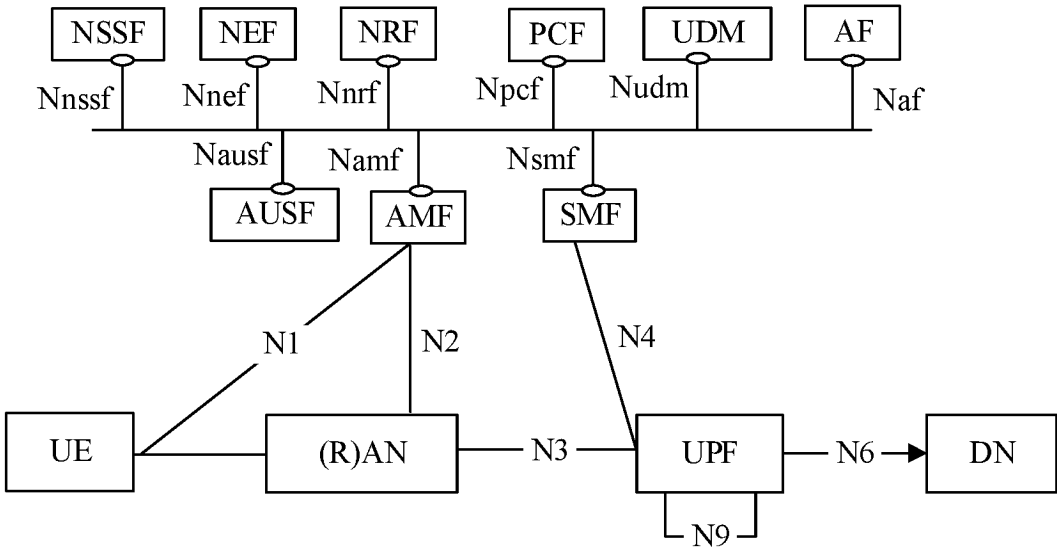 NSSF NEF NRF PCF UDM AF
Nnssf Nnef Nnrf Npcf Nudm Naf
Nausf Namf Nsmf
AUSF AMF SMF
N1 N2 N4
UE (R)AN N3 UPF N6 DN
N9